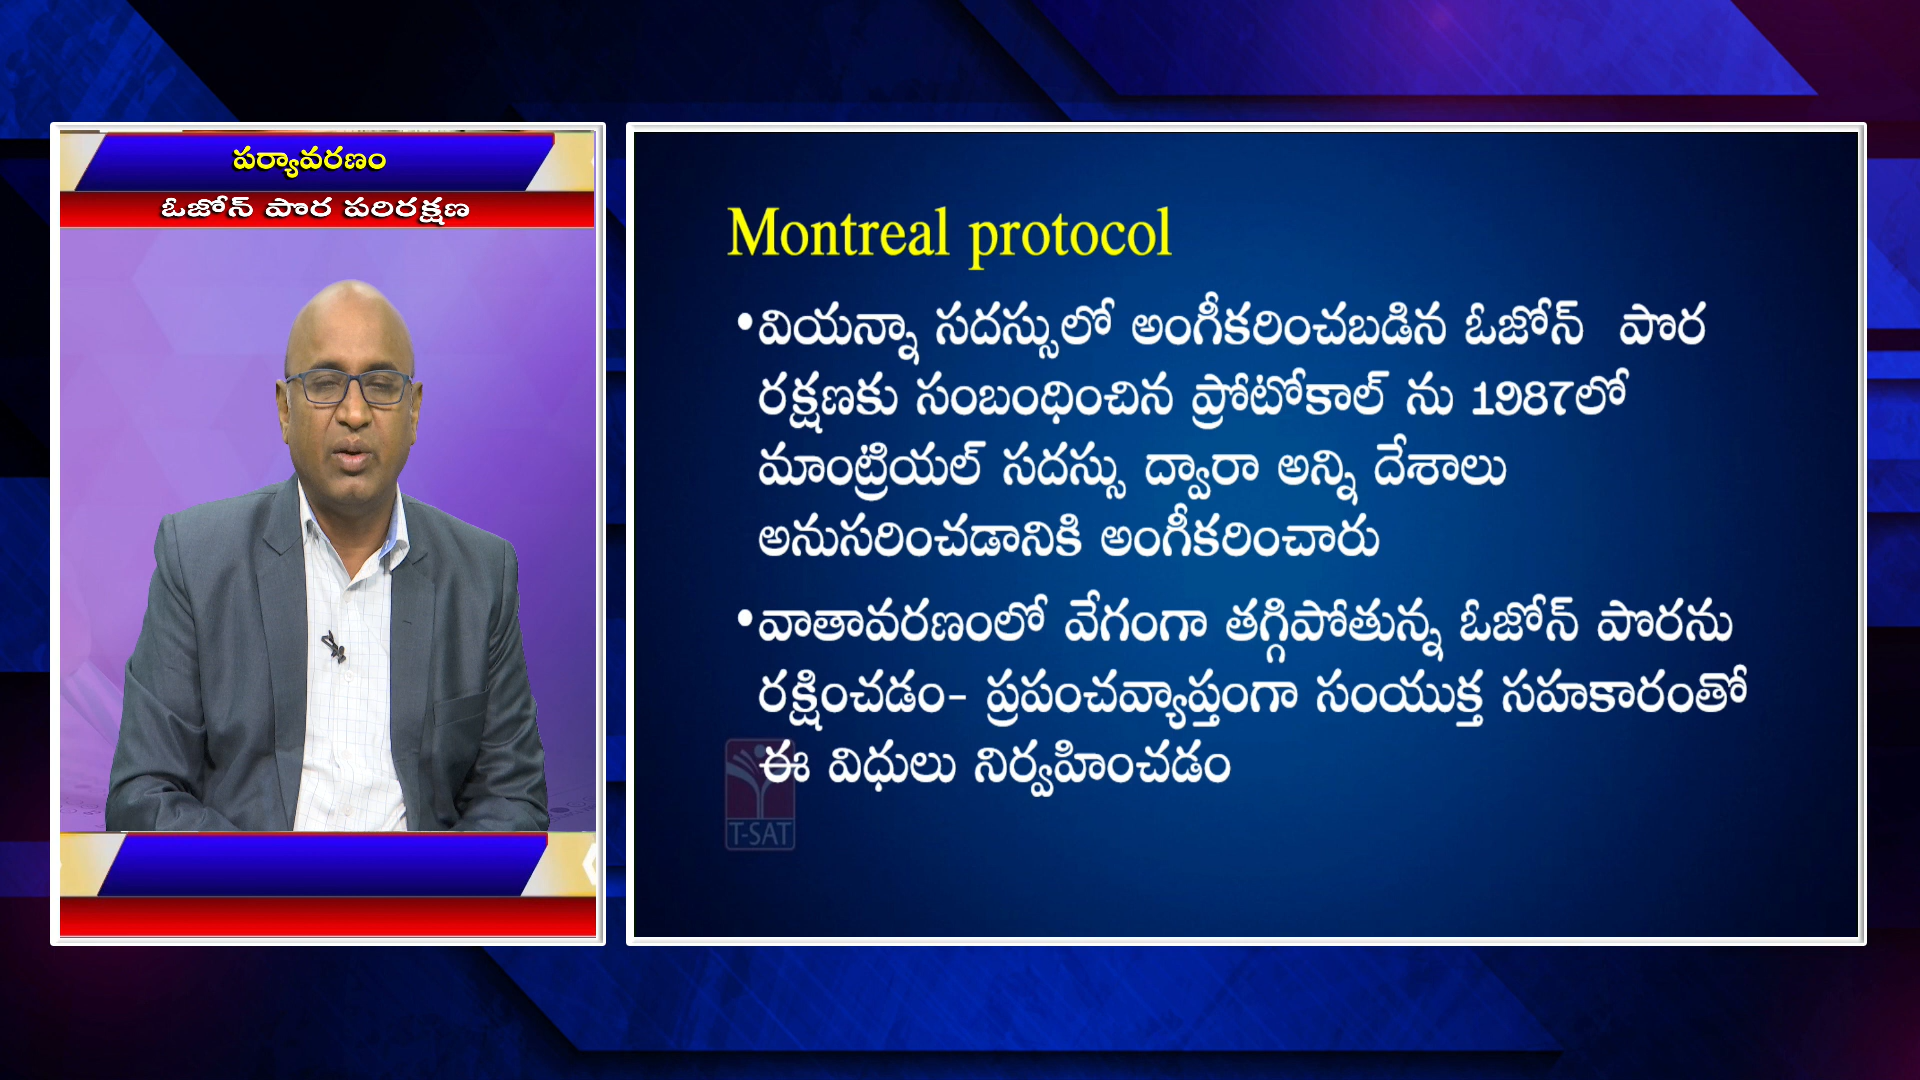 పర్యావరణం
ఓజోన్ పొర పరిరక్షణ
Montreal protocol
•వియన్నా సదస్సులో అంగీకరించబడిన ఓజోన్ పొర
రక్షణకు సంబంధించిన ప్రోటోకాల్ ను 1987లో
మాంట్రియల్ సదస్సు ద్వారా అన్ని దేశాలు
అనుసరించడానికి అంగీకరించారు
•వాతావరణంలో వేగంగా తగ్గిపోతున్న ఓజోన్ పొరను
రక్షించడం- ప్రపంచవ్యాప్తంగా సంయుక్త సహకారంతో
ఈ విధులు నిర్వహించడం
T-SAT